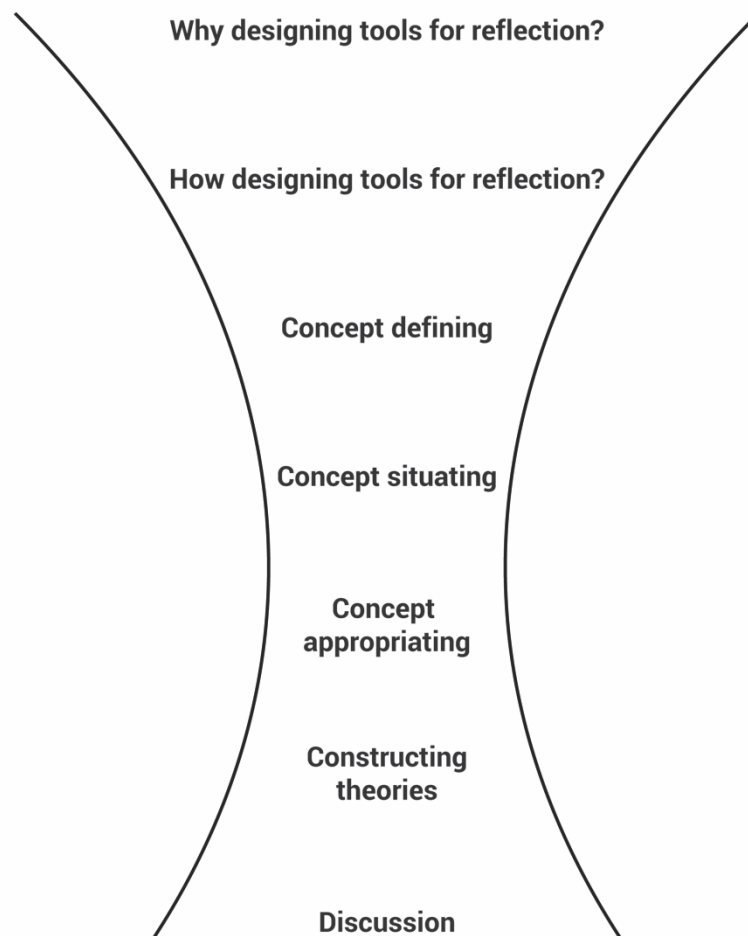 Why designing tools for reflection?
How designing tools for reflection?
Concept defining
Concept situating
Concept
appropriating
Constructing
theories
Discussion